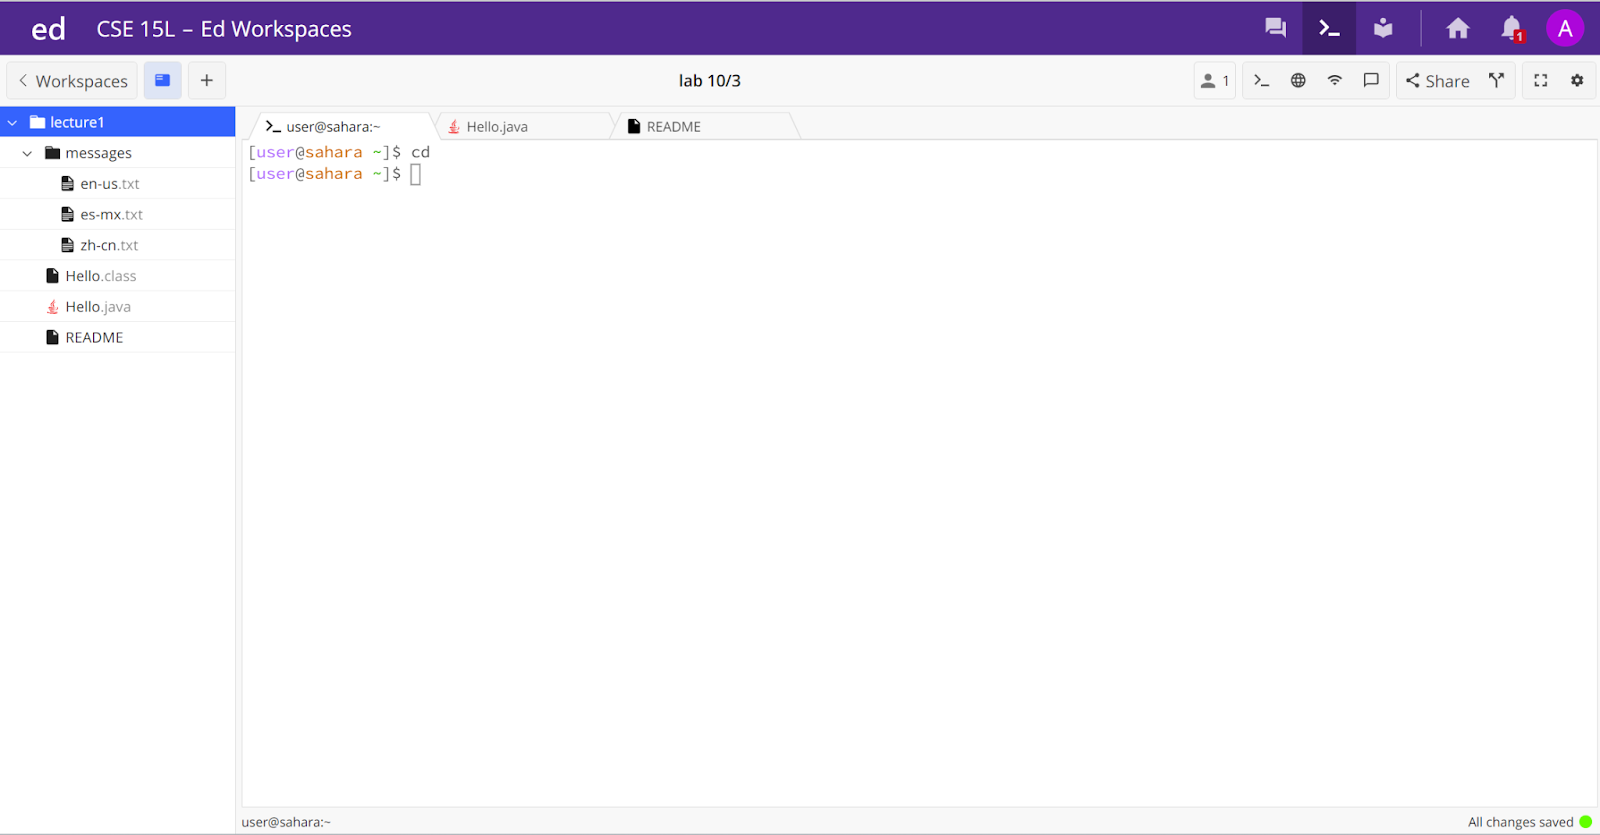 ed CSE 15L – Ed Workspaces 1 A
Workspaces + lab 10/3 1 Share
lecture1
messages
en-us.txt
es-mx.txt
zh-cn.txt
Hello.class
Hello.java
README
user@sahara:~ Hello.java README
[user@sahara ~]$ cd
[user@sahara ~]$
user@sahara:~ All changes saved